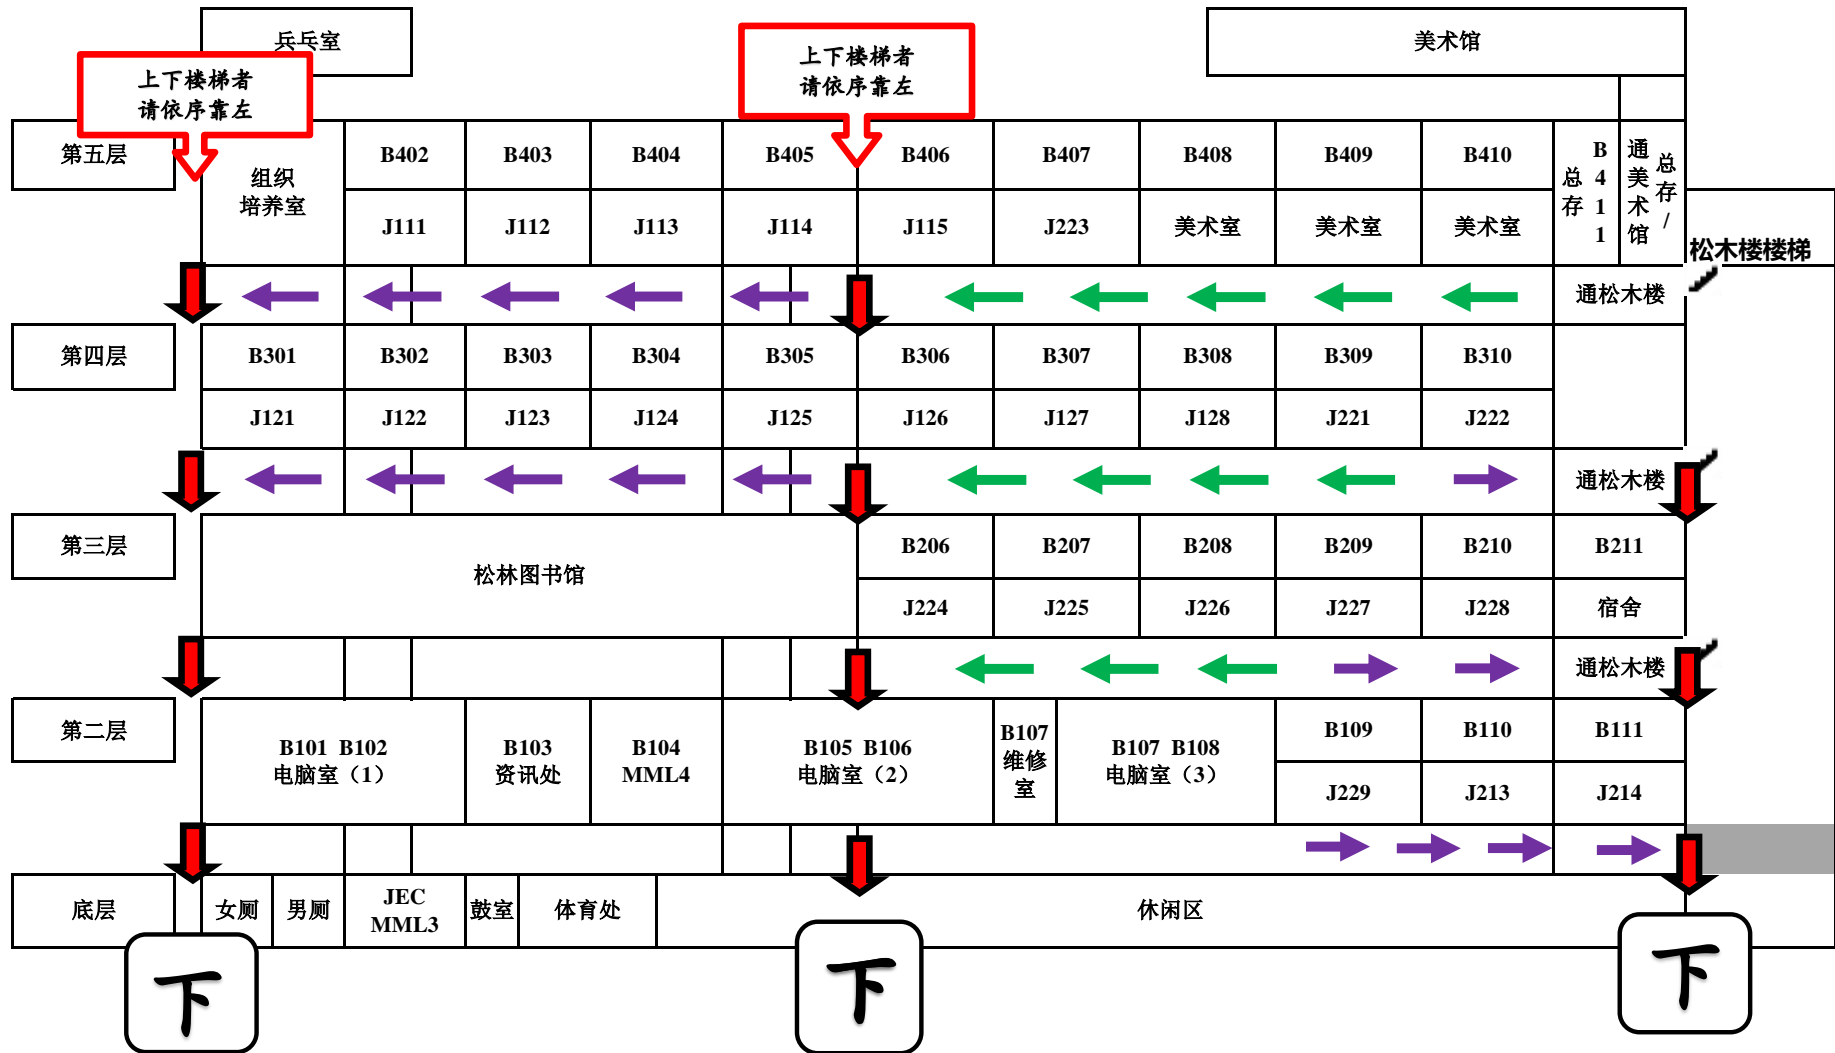 兵乓室
美术馆
上下楼梯者
请依序靠左
上下楼梯者
请依序靠左
第五层
组织
培养室
B402
B403
B404
B405
B406
B407
B408
B409
B410
总存
B411
通美术馆
总存/
J111
J112
J113
J114
J115
J223
美术室
美术室
美术室
松木楼楼梯
通松木楼
第四层
B301
B302
B303
B304
B305
B306
B307
B308
B309
B310
J121
J122
J123
J124
J125
J126
J127
J128
J221
J222
通松木楼
第三层
松林图书馆
B206
B207
B208
B209
B210
B211
J224
J225
J226
J227
J228
宿舍
通松木楼
第二层
B101 B102
电脑室（1）
B103
资讯处
B104
MML4
B105 B106
电脑室（2）
B107
维修
室
B107 B108
电脑室（3）
B109
B110
B111
J229
J213
J214
底层
女厕
男厕
JEC
MML3
鼓室
体育处
休闲区
下
下
下